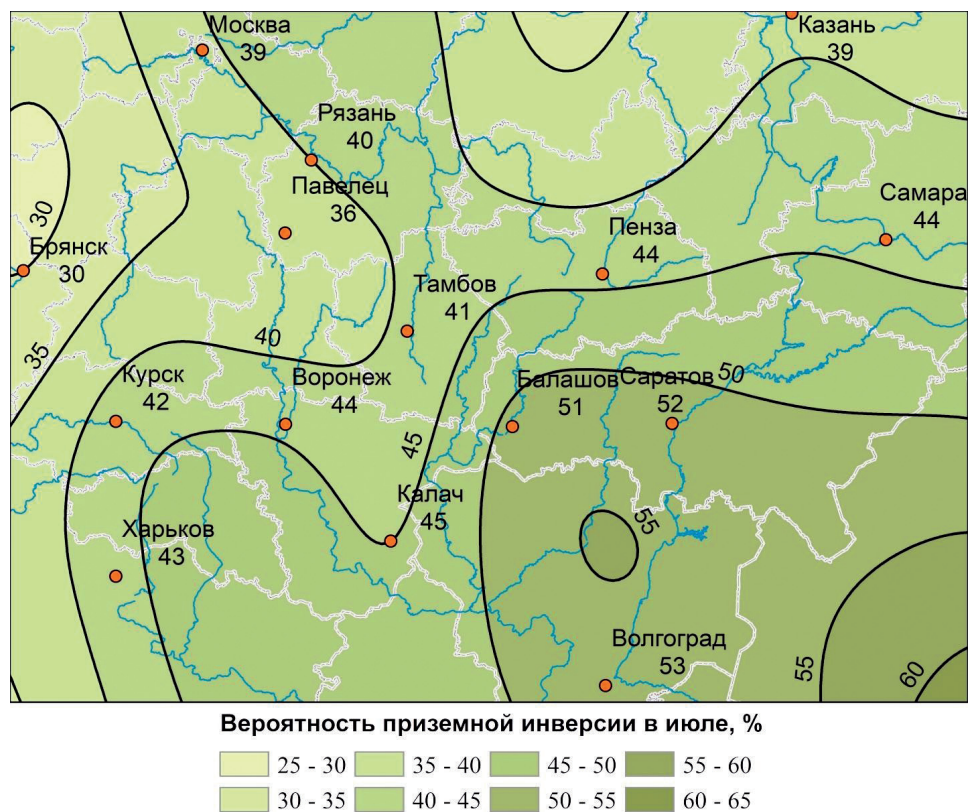 Москва
39
Казань
39
Рязань
40
Павелец
36
Самара
44
30
Пенза
44
Брянск
30
Тамбов
41
40
35
Курск
42
Воронеж
44
Балашов
51
Саратов
52
50
45
Калач
45
55
Харьков
43
Волгоград
53
55
60
Вероятность приземной инверсии в июле, %
25 - 30 35 - 40 45 - 50 55 - 60
30 - 35 40 - 45 50 - 55 60 - 65